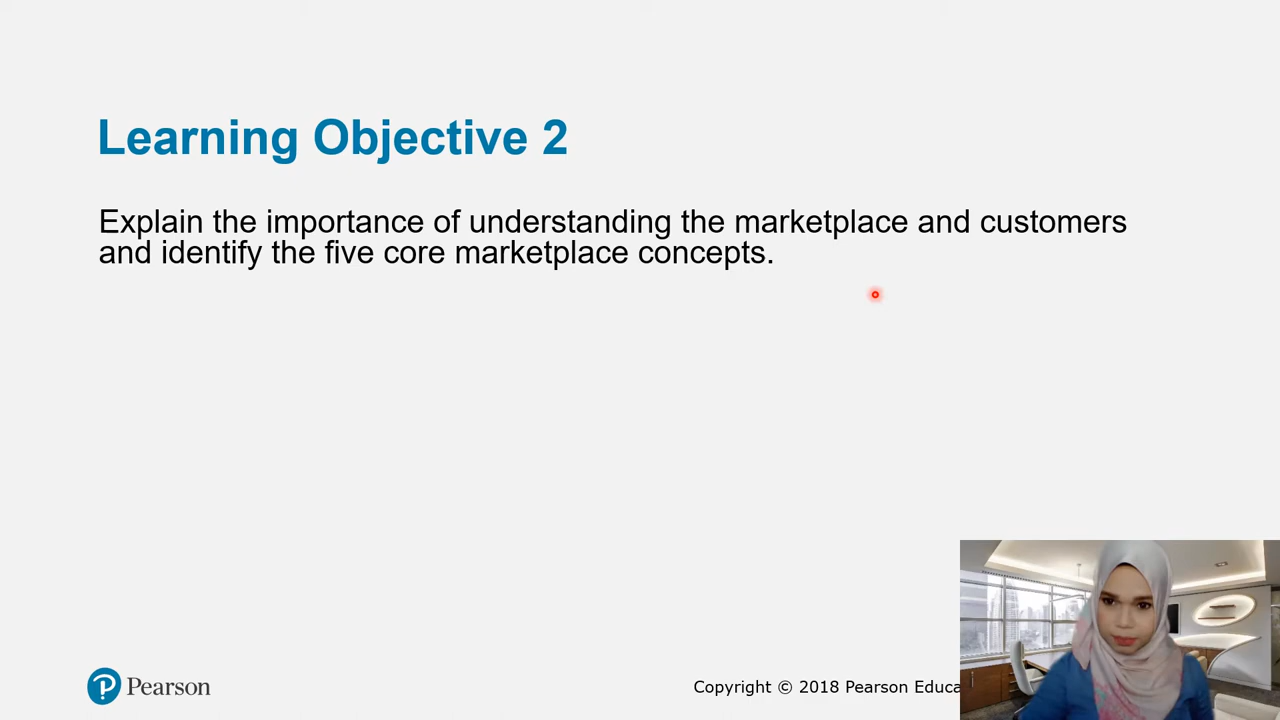 Learning Objective 2
Explain the importance of understanding the marketplace and customers
and identify the five core marketplace concepts.
Pearson
Copyright © 2018 Pearson